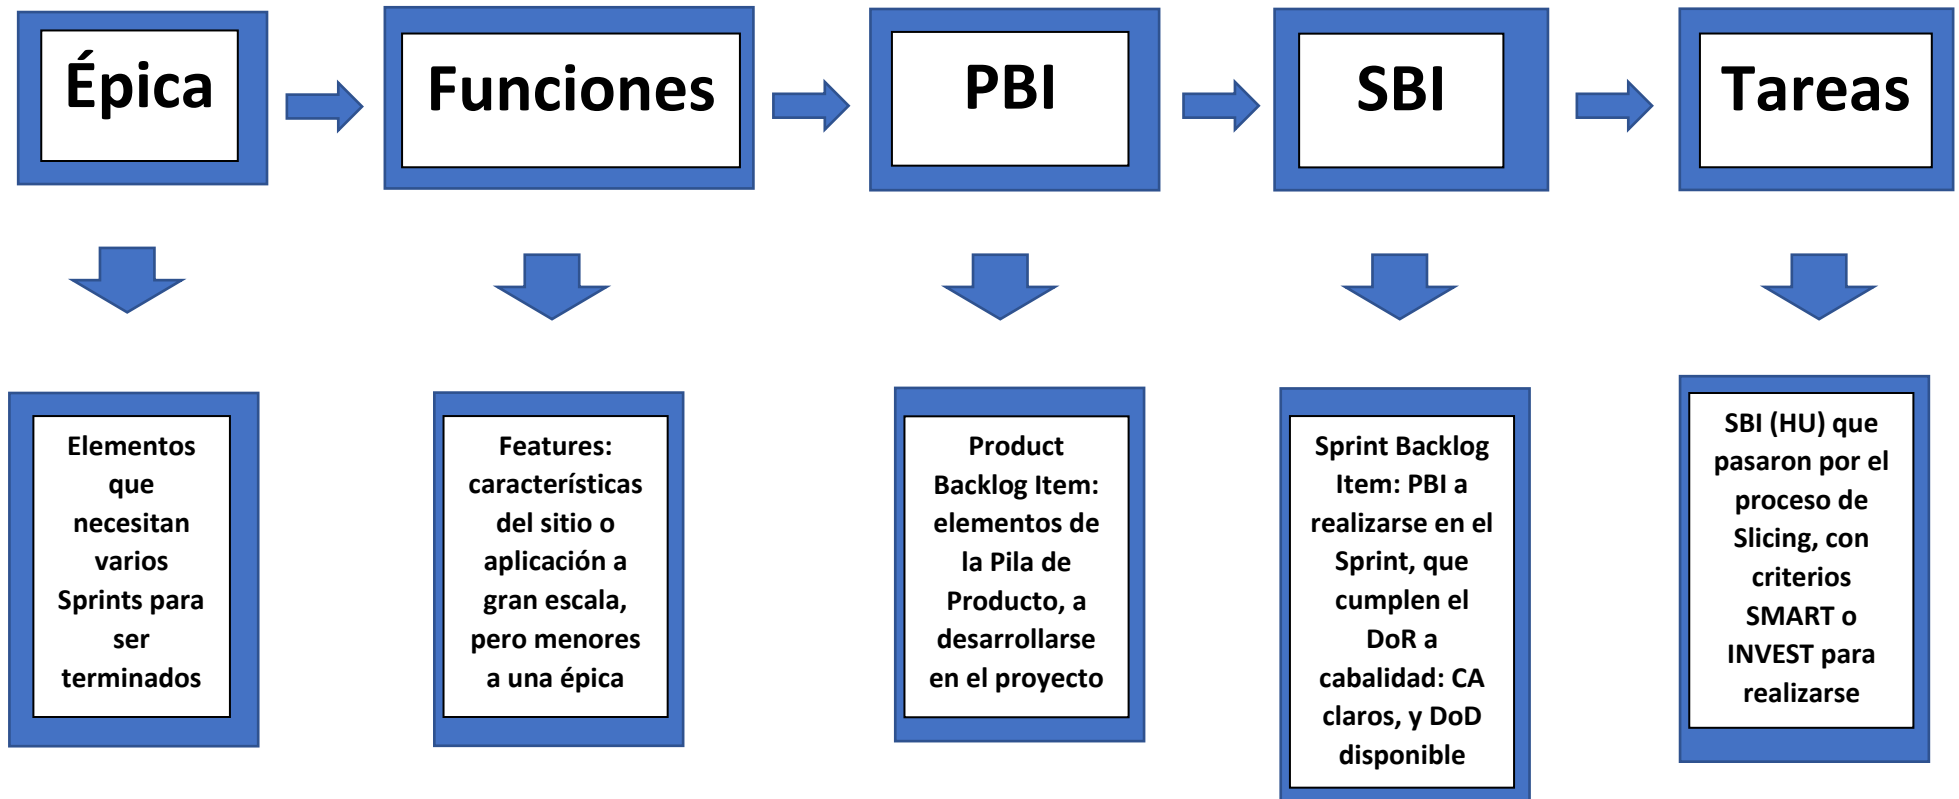 Épica
Funciones
PBI
SBI
Tareas
Elementos
que
necesitan
varios
Sprints para
ser
terminados
Features:
características
del sitio o
aplicación a
gran escala,
pero menores
a una épica
Product
Backlog Item:
elementos de
la Pila de
Producto, a
desarrollarse
en el proyecto
Sprint Backlog
Item: PBI a
realizarse en el
Sprint, que
cumplen el
DoR a
cabalidad: CA
claros, y DoD
disponible
SBI (HU) que
pasaron por el
proceso de
Slicing, con
criterios
SMART o
INVEST para
realizarse